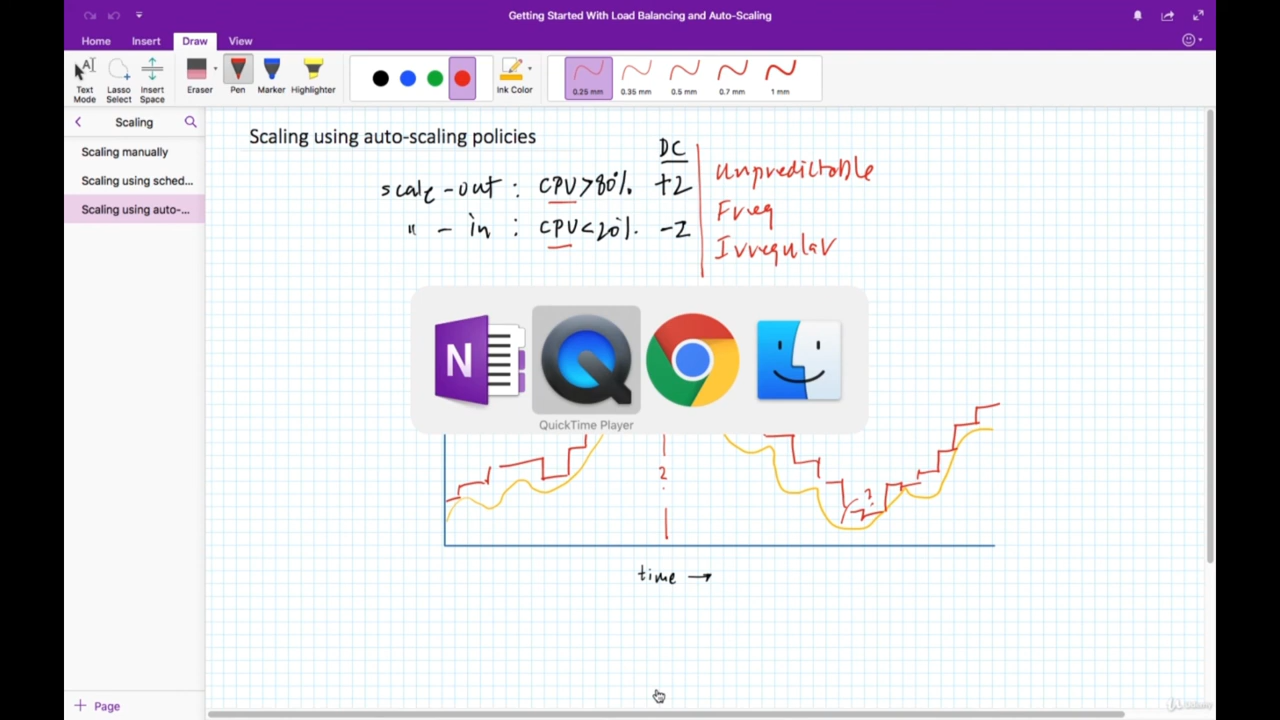 Getting Started With Load Balancing and Auto-Scaling
Home Insert Draw View
Text Mode
Lasso Select
Insert Space
Eraser
Pen
Marker
Highlighter
Ink Color
0.25 mm
0.35 mm
0.5 mm
0.7 mm
1 mm
Scaling
Scaling manually
Scaling using sched...
Scaling using auto-...
Scaling using auto-scaling policies
DC
scale-out : CPU>80%. +2
" - in : CPU<20%. -2
Unpredictable
Freq
Irregular
N
QuickTime Player
?
?
time →
+ Page
Udemy